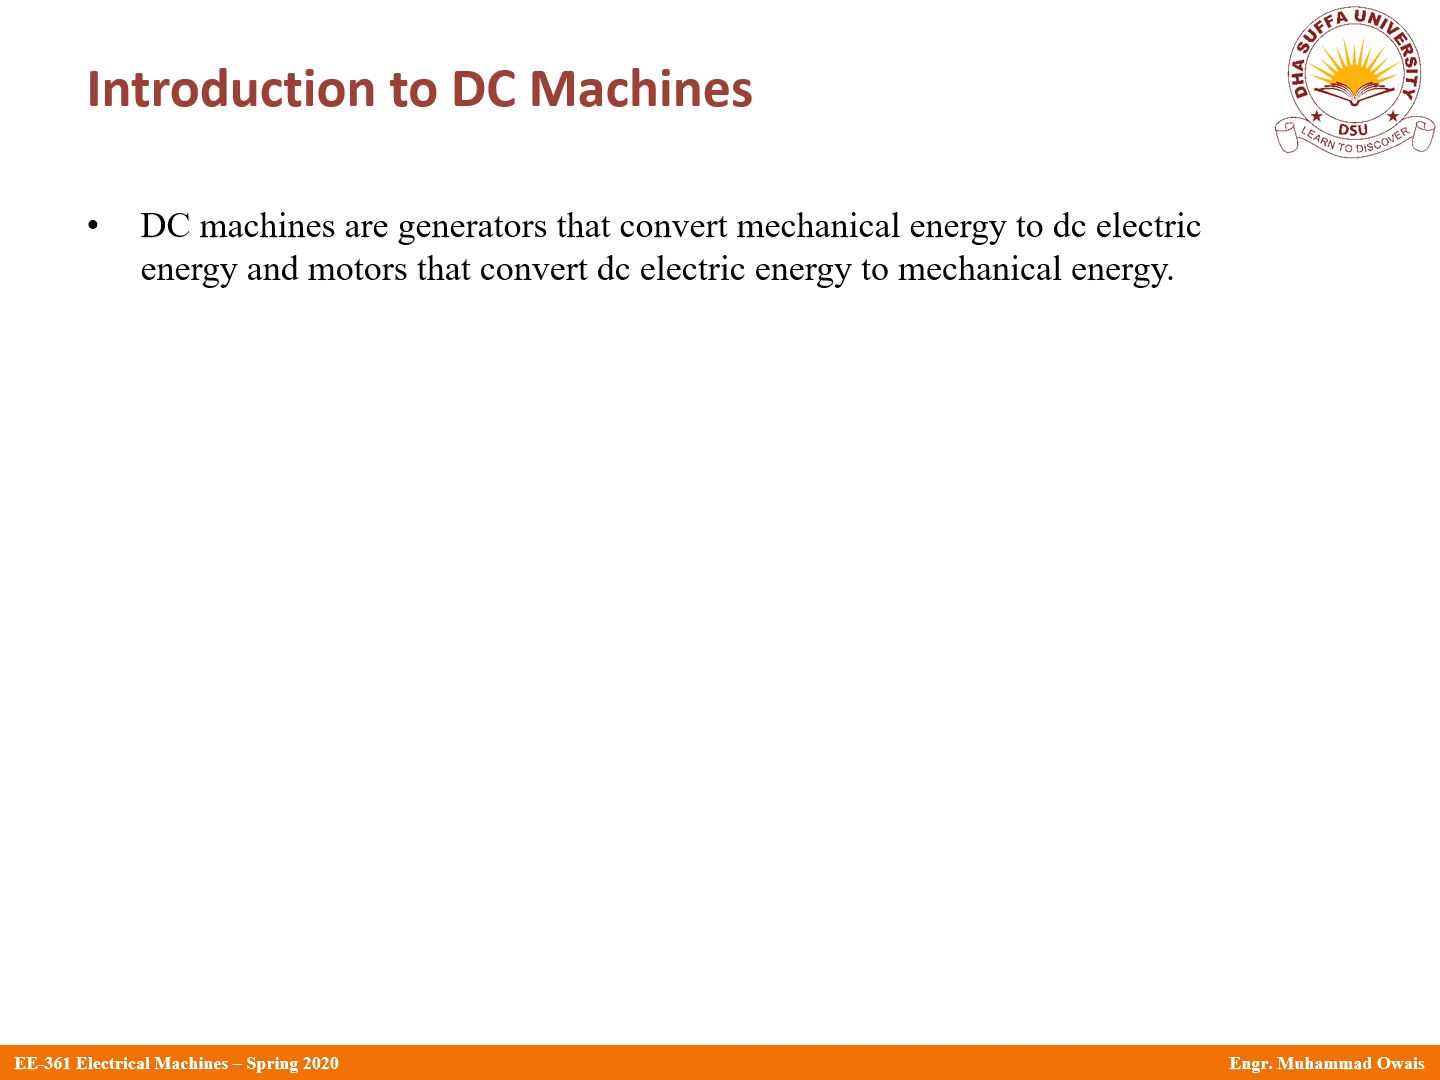 Introduction to DC Machines
DHA SUFFA UNIVERSITY
DSU
LEARN TO DISCOVER
• DC machines are generators that convert mechanical energy to dc electric
energy and motors that convert dc electric energy to mechanical energy.
EE-361 Electrical Machines – Spring 2020
Engr. Muhammad Owais